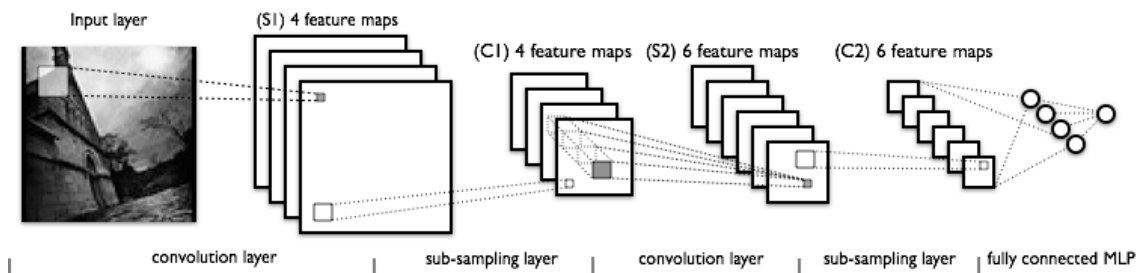 Input layer
(S1) 4 feature maps
(C1) 4 feature maps
(S2) 6 feature maps
(C2) 6 feature maps
convolution layer
sub-sampling layer
convolution layer
sub-sampling layer
fully connected MLP